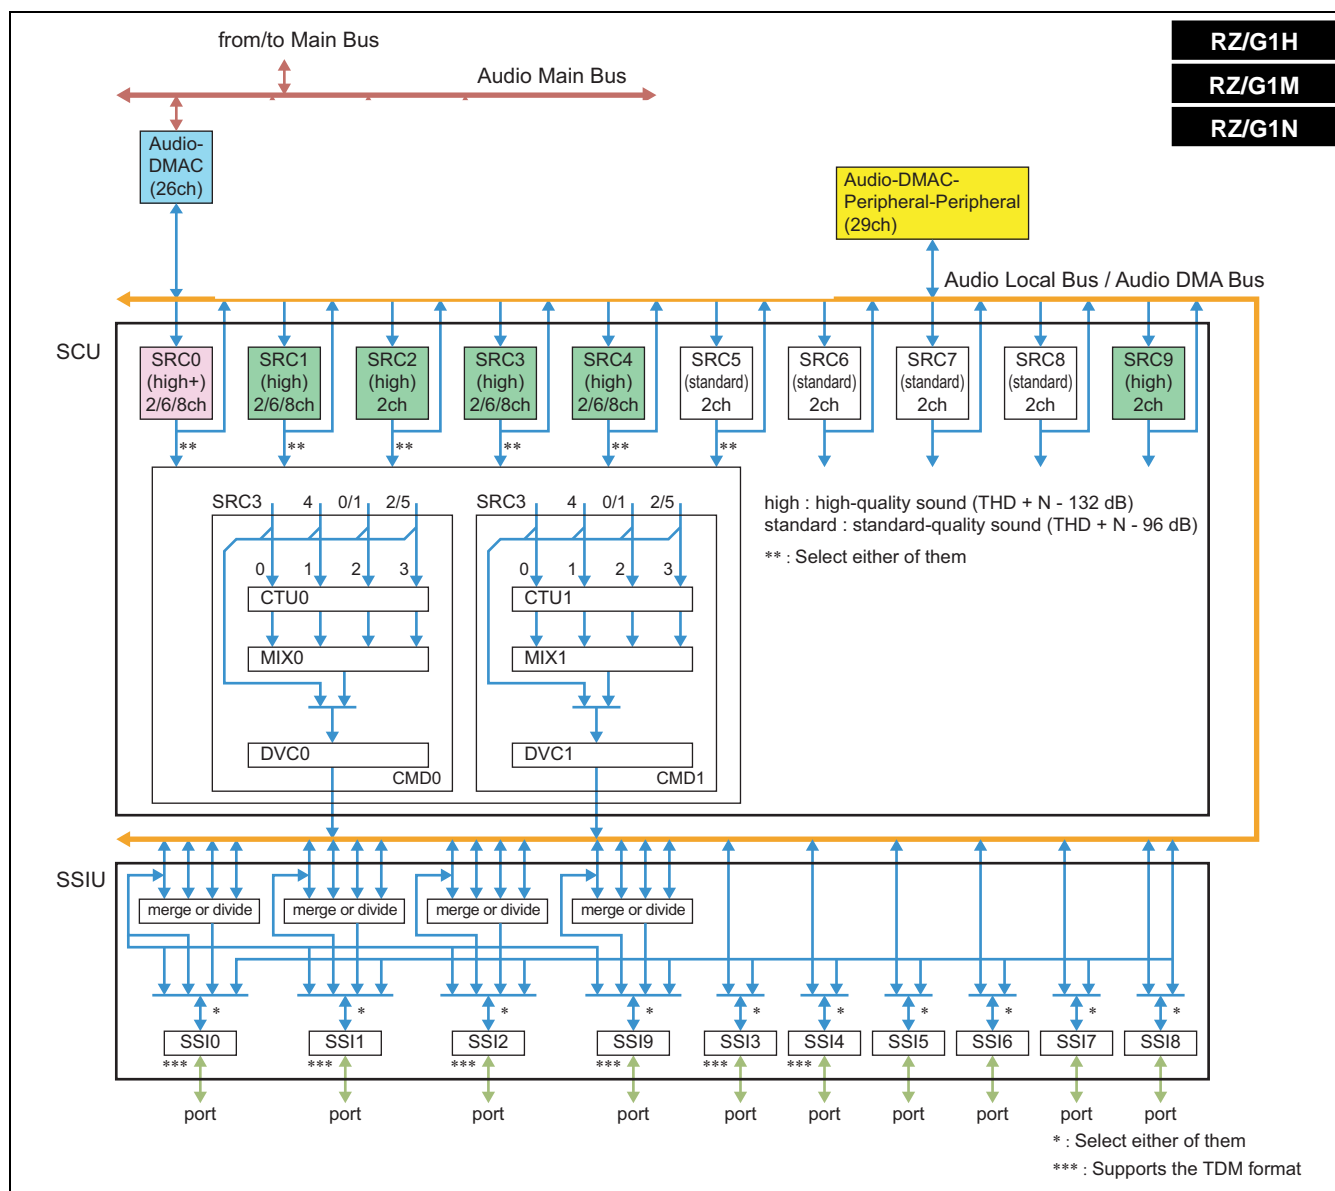 from/to Main Bus
RZ/G1H
Audio Main Bus
RZ/G1M
RZ/G1N
Audio-
DMAC
(26ch)
Audio-DMAC-
Peripheral-Peripheral
(29ch)
Audio Local Bus / Audio DMA Bus
SCU
SRC0
(high+)
2/6/8ch
SRC1
(high)
2/6/8ch
SRC2
(high)
2ch
SRC3
(high)
2/6/8ch
SRC4
(high)
2/6/8ch
SRC5
(standard)
2ch
SRC6
(standard)
2ch
SRC7
(standard)
2ch
SRC8
(standard)
2ch
SRC9
(high)
2ch
** ** ** ** ** **
SRC3 4 0/1 2/5
0 1 2 3
CTU0
MIX0
DVC0
CMD0
SRC3 4 0/1 2/5
0 1 2 3
CTU1
MIX1
DVC1
CMD1
high : high-quality sound (THD + N - 132 dB)
standard : standard-quality sound (THD + N - 96 dB)
** : Select either of them
SSIU
merge or divide merge or divide merge or divide merge or divide
* * * * * * * * * *
SSI0 SSI1 SSI2 SSI9 SSI3 SSI4 SSI5 SSI6 SSI7 SSI8
*** *** *** *** *** ***
port port port port port port port port port port
* : Select either of them
*** : Supports the TDM format